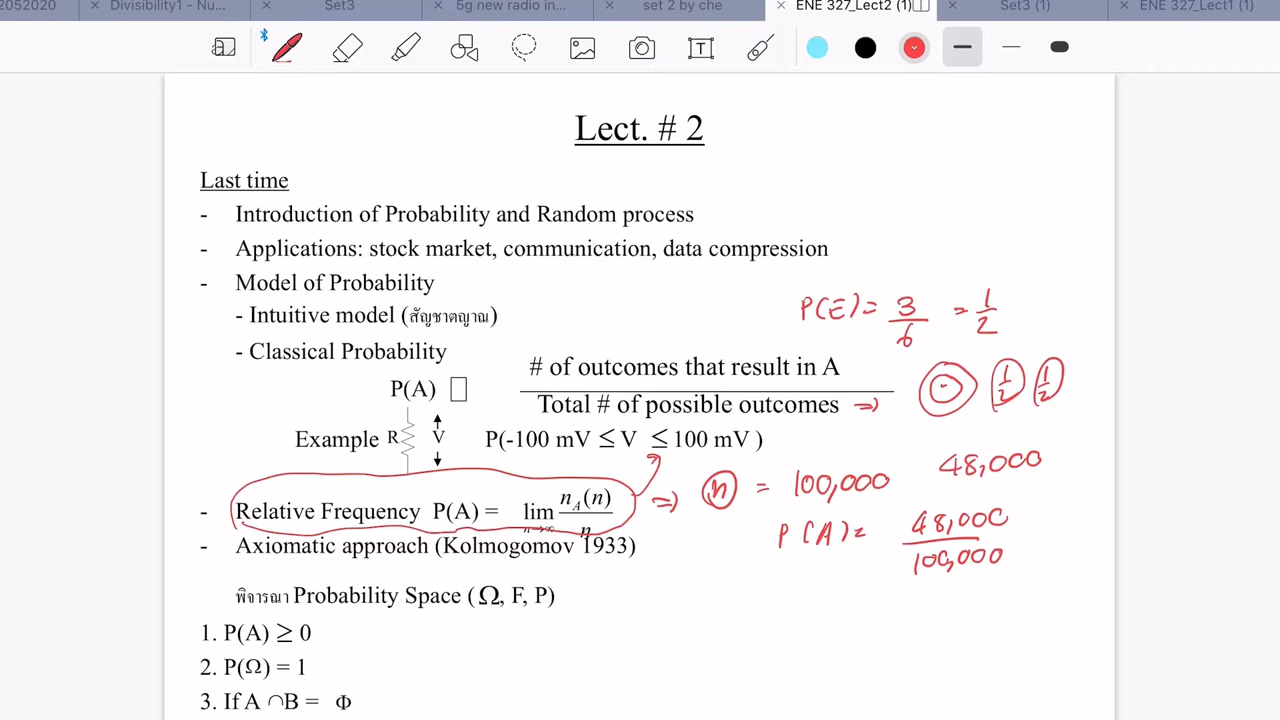 2052020 × Divisibility1 - Nu... × Set3 × 5g new radio in... × set 2 by che × ENE 327_Lect2 (1) × Set3 (1) × ENE 327_Lect1 (1)
Lect. # 2
Last time
- Introduction of Probability and Random process
- Applications: stock market, communication, data compression
- Model of Probability
- Intuitive model (สัญชาตญาณ)
P(E) = 3/6 = 1/2
- Classical Probability
P(A) □ # of outcomes that result in A / Total # of possible outcomes ⇒ 1/2 1/2
Example R V P(-100 mV ≤ V ≤ 100 mV )
- Relative Frequency P(A) = lim n→∞ n_A(n) / n ⇒ n = 100,000 48,000
P(A) = 48,000 / 100,000
- Axiomatic approach (Kolmogomov 1933)
พิจารณา Probability Space ( Ω, F, P)
1. P(A) ≥ 0
2. P(Ω) = 1
3. If A ∩B = Φ